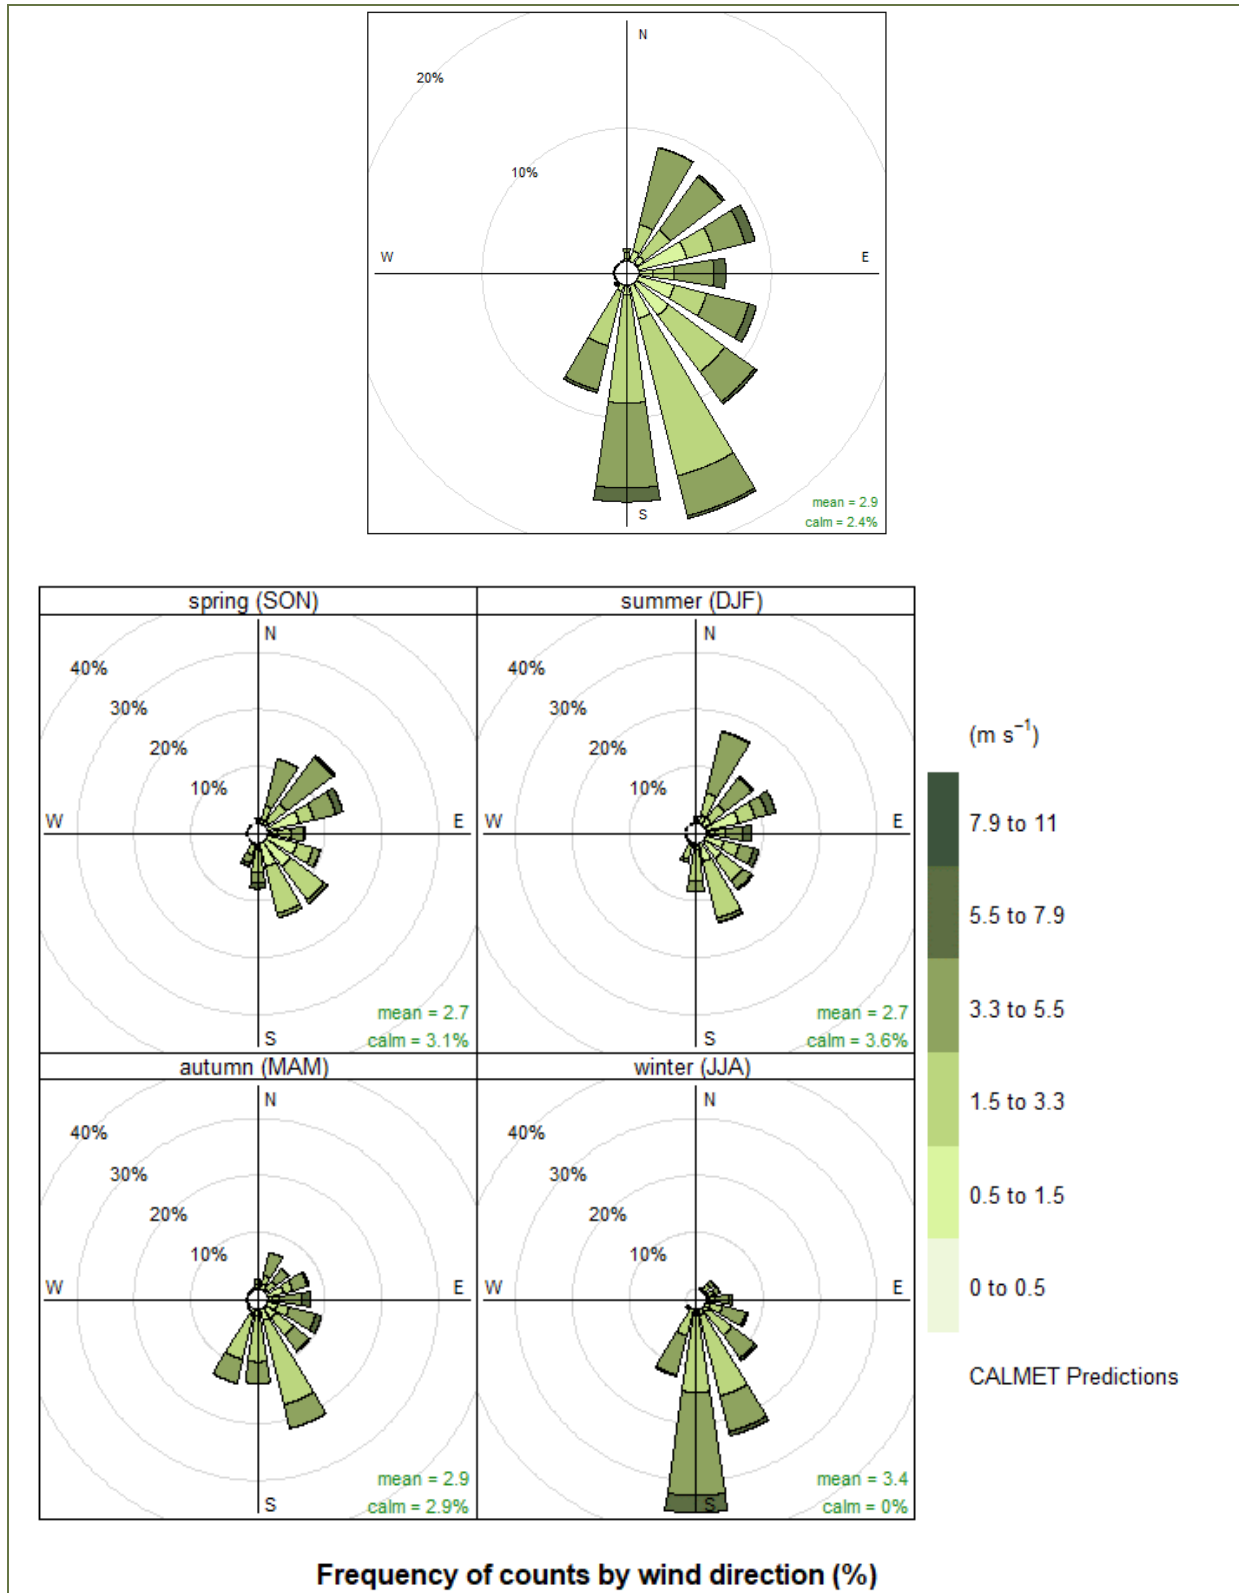 N
20%
10%
W
E
S
mean = 2.9
calm = 2.4%
spring (SON)
summer (DJF)
N
40%
30%
20%
10%
W
E
S
mean = 2.7
calm = 3.1%
N
40%
30%
20%
10%
W
E
S
mean = 2.7
calm = 3.6%
autumn (MAM)
winter (JJA)
N
40%
30%
20%
10%
W
E
S
mean = 2.9
calm = 2.9%
N
40%
30%
20%
10%
W
E
S
mean = 3.4
calm = 0%
(m s⁻¹)
7.9 to 11
5.5 to 7.9
3.3 to 5.5
1.5 to 3.3
0.5 to 1.5
0 to 0.5
CALMET Predictions
Frequency of counts by wind direction (%)